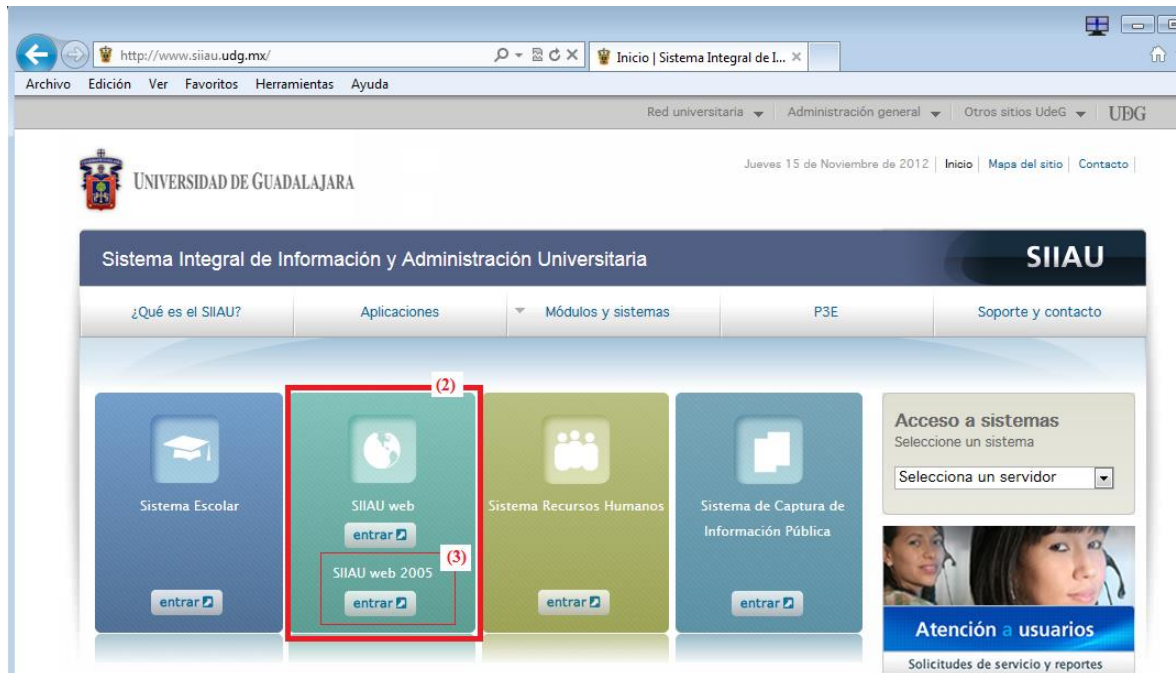 http://www.siiau.udg.mx/
Inicio | Sistema Integral de I...
Archivo Edición Ver Favoritos Herramientas Ayuda
Red universitaria Administración general Otros sitios UdeG UDG
UNIVERSIDAD DE GUADALAJARA
Jueves 15 de Noviembre de 2012 | Inicio | Mapa del sitio | Contacto |
Sistema Integral de Información y Administración Universitaria
SIIAU
¿Qué es el SIIAU? Aplicaciones Módulos y sistemas P3E Soporte y contacto
(2)
Sistema Escolar
entrar
SIIAU web
entrar
(3)
SIIAU web 2005
entrar
Sistema Recursos Humanos
entrar
Sistema de Captura de
Información Pública
entrar
Acceso a sistemas
Seleccione un sistema
Selecciona un servidor
Atención a usuarios
Solicitudes de servicio y reportes